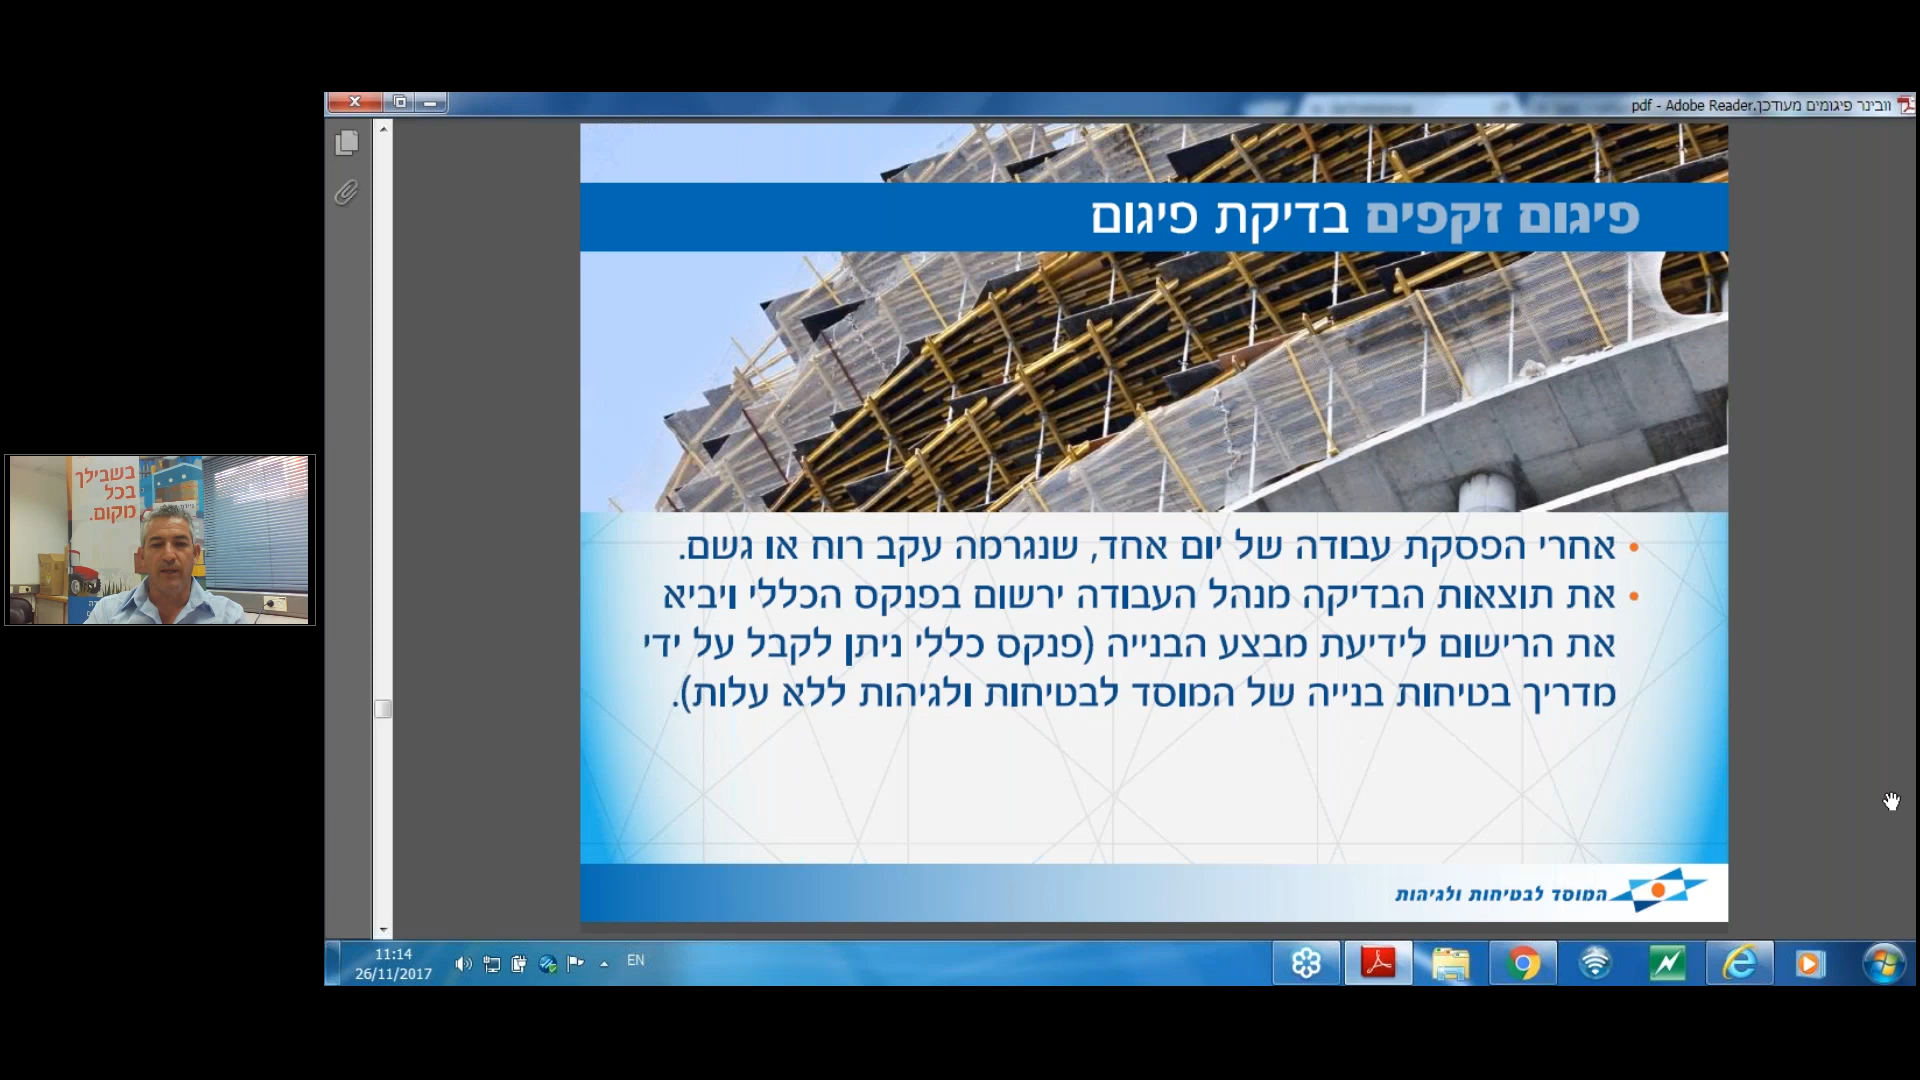 וובינר פיגומים מעודכן.pdf - Adobe Reader
פיגום זקפים בדיקת פיגום
• אחרי הפסקת עבודה של יום אחד, שנגרמה עקב רוח או גשם.
• את תוצאות הבדיקה מנהל העבודה ירשום בפנקס הכללי ויביא
את הרישום לידיעת מבצע הבנייה (פנקס כללי ניתן לקבל על ידי
מדריך בטיחות בנייה של המוסד לבטיחות ולגיהות ללא עלות).
המוסד לבטיחות ולגיהות
בשבילך
בכל
מקום.
EN
11:14
26/11/2017